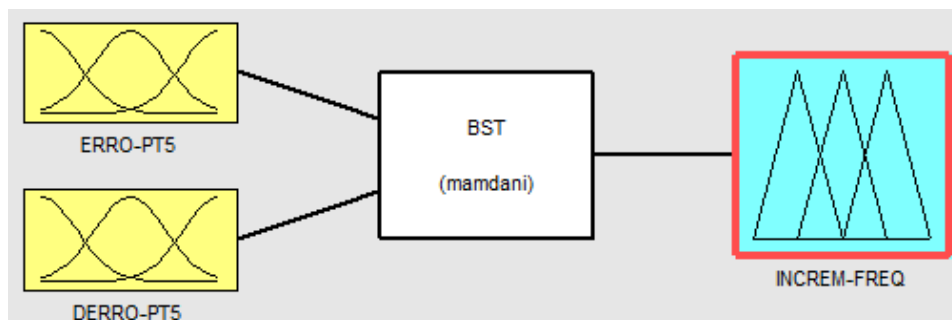 ERRO-PT5
BST
(mamdani)
DERRO-PT5
INCREM-FREQ